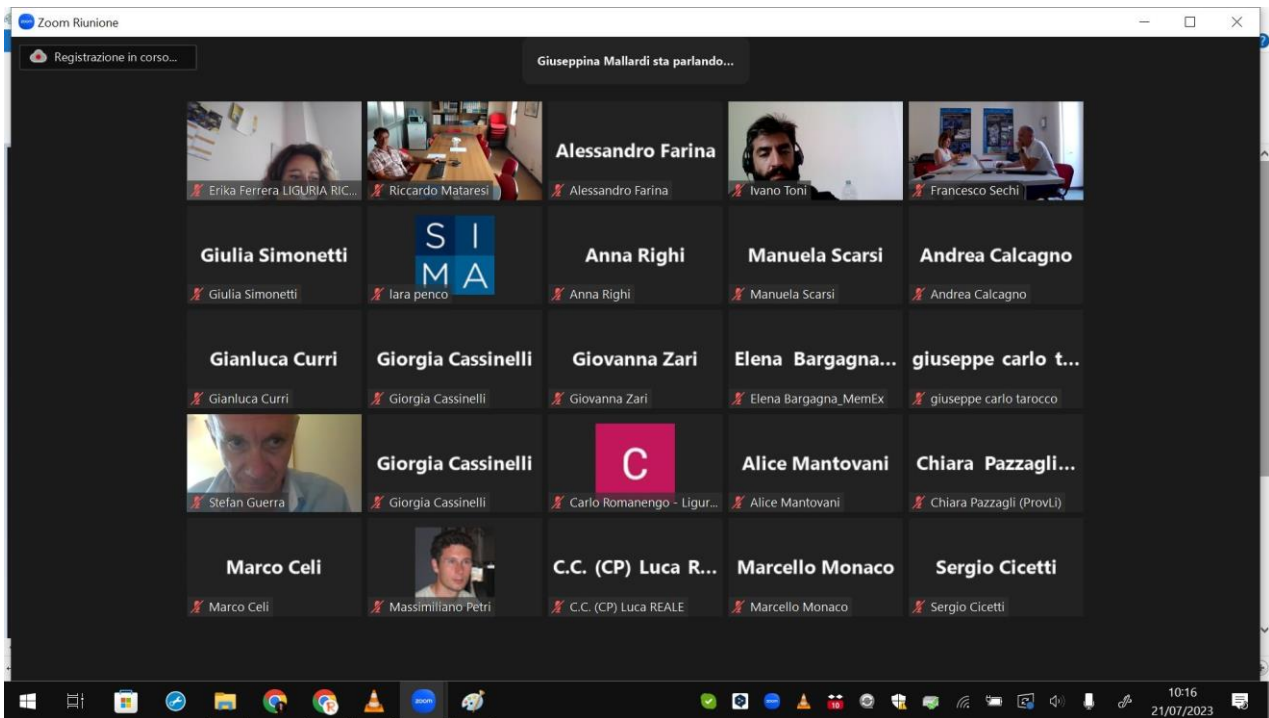 Zoom Riunione
Registrazione in corso...
Giuseppina Mallardi sta parlando...
Erika Ferrera LIGURIA RIC...
Riccardo Mataresi
Alessandro Farina
Alessandro Farina
Ivano Toni
Francesco Sechi
Giulia Simonetti
Giulia Simonetti
S I
M A
lara penco
Anna Righi
Anna Righi
Manuela Scarsi
Manuela Scarsi
Andrea Calcagno
Andrea Calcagno
Gianluca Curri
Gianluca Curri
Giorgia Cassinelli
Giorgia Cassinelli
Giovanna Zari
Giovanna Zari
Elena Bargagna...
Elena Bargagna_MemEx
giuseppe carlo t...
giuseppe carlo tarocco
Stefan Guerra
Giorgia Cassinelli
Giorgia Cassinelli
C
Carlo Romanengo - Ligur...
Alice Mantovani
Alice Mantovani
Chiara Pazzagli...
Chiara Pazzagli (ProvLi)
Marco Celi
Marco Celi
Massimiliano Petri
C.C. (CP) Luca R...
C.C. (CP) Luca REALE
Marcello Monaco
Marcello Monaco
Sergio Cicetti
Sergio Cicetti
zoom
10
10:16
21/07/2023